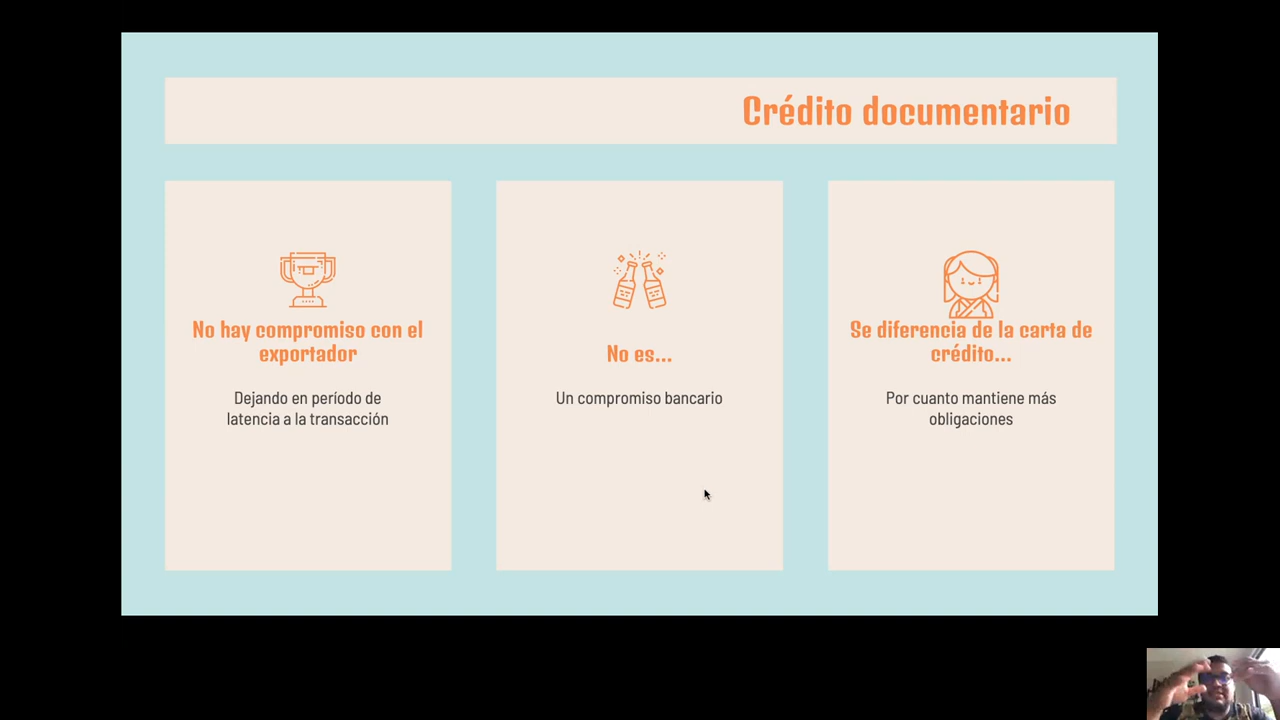 Crédito documentario
No hay compromiso con el
exportador
Dejando en período de
latencia a la transacción
No es...
Un compromiso bancario
Se diferencia de la carta de
crédito...
Por cuanto mantiene más
obligaciones